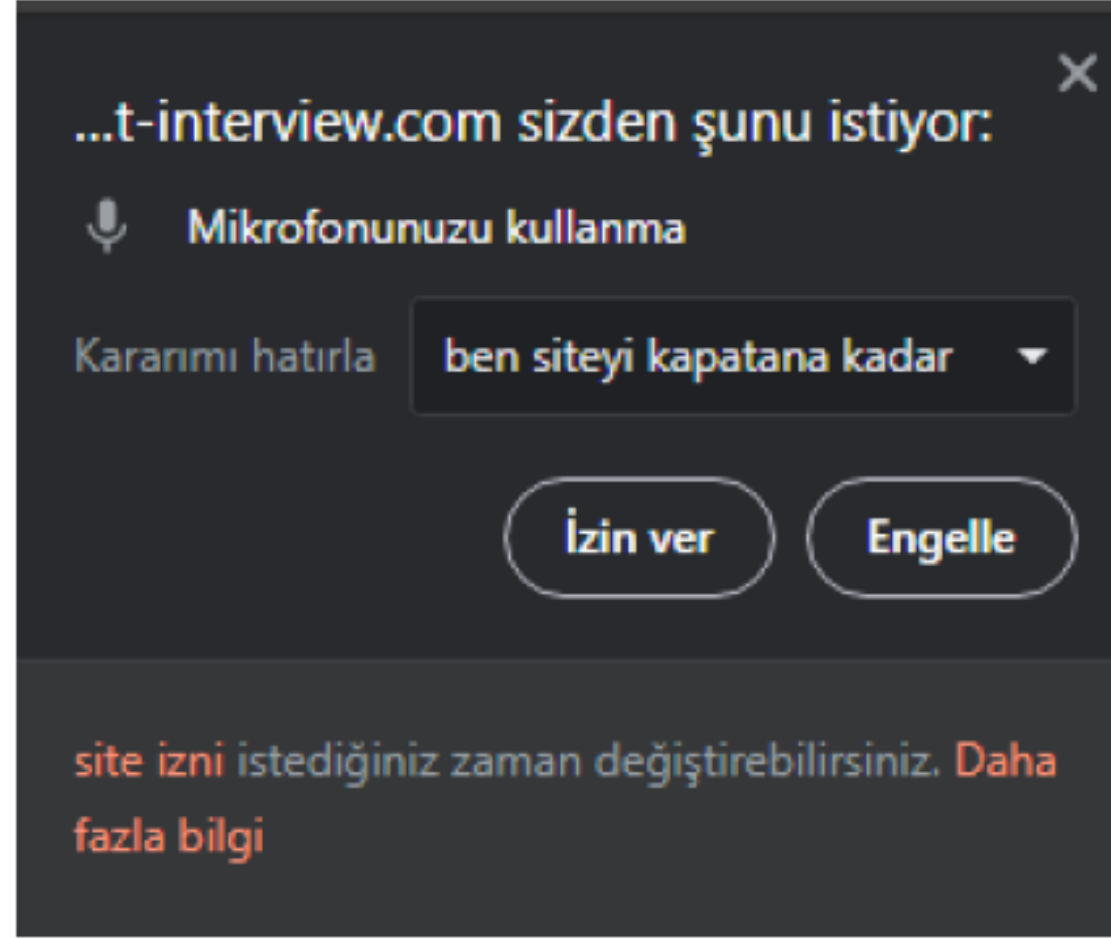 ...t-interview.com sizden şunu istiyor:
Mikrofonunuzu kullanma
Kararımı hatırla ben siteyi kapatana kadar
İzin ver Engelle
site izni istediğiniz zaman değiştirebilirsiniz. Daha
fazla bilgi